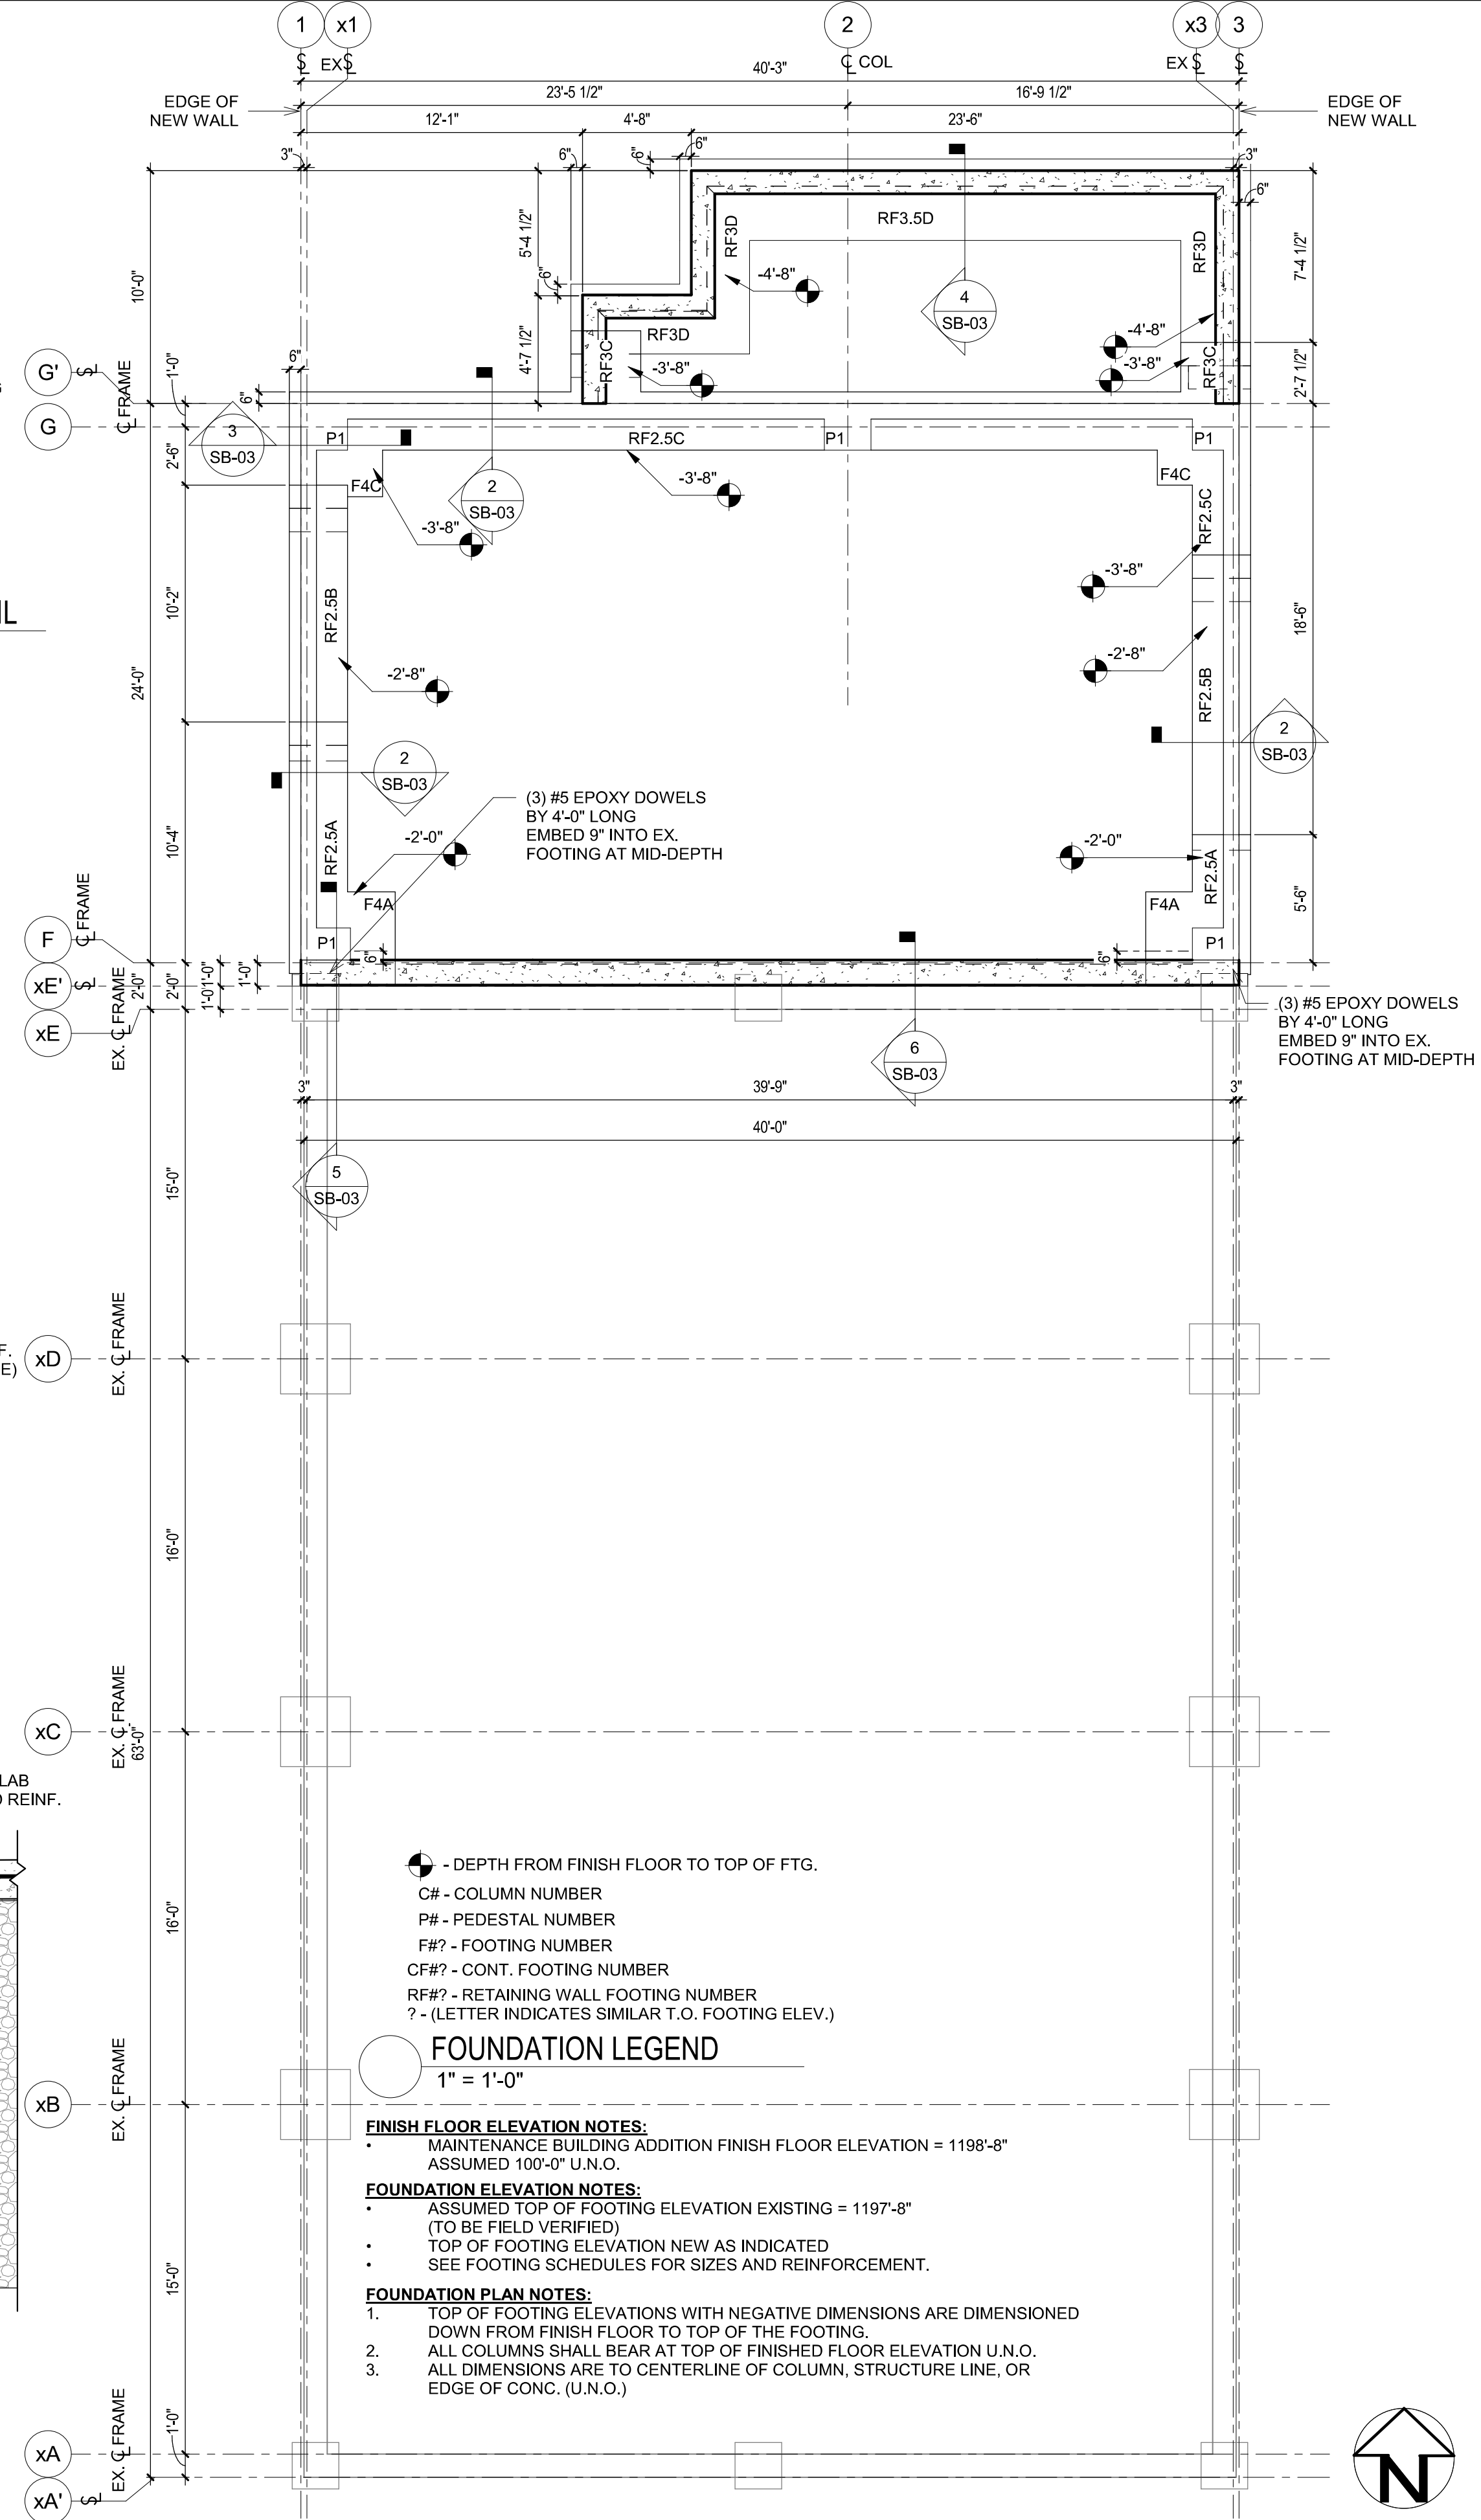 1
x1
2
x3
3
EX
40'-3"
COL
EX
EDGE OF
NEW WALL
23'-5 1/2"
16'-9 1/2"
EDGE OF
NEW WALL
12'-1"
4'-8"
23'-6"
3"
6"
6"
6"
3"
6"
RF3D
RF3.5D
RF3D
5'-4 1/2"
7'-4 1/2"
10'-0"
6"
-4'-8"
4
SB-03
-4'-8"
RF3D
4'-7 1/2"
RF3C
-3'-8"
-3'-8"
RF3C
2'-7 1/2"
6"
1'-0"
G'
FRAME
6"
G
3
SB-03
P1
RF2.5C
P1
P1
2'-6"
F4C
2
SB-03
-3'-8"
F4C
-3'-8"
RF2.5C
-3'-8"
IL
10'-2"
RF2.5B
18'-6"
24'-0"
-2'-8"
-2'-8"
RF2.5B
2
SB-03
2
SB-03
(3) #5 EPOXY DOWELS
BY 4'-0" LONG
EMBED 9" INTO EX.
FOOTING AT MID-DEPTH
10'-4"
RF2.5A
-2'-0"
-2'-0"
RF2.5A
F4A
F4A
5'-6"
F
FRAME
P1
6"
6"
P1
xE'
2'-0"
2'-0"
1'-0"
1'-0"
1'-0"
xE
EX. FRAME
(3) #5 EPOXY DOWELS
BY 4'-0" LONG
EMBED 9" INTO EX.
FOOTING AT MID-DEPTH
6
SB-03
3"
39'-9"
3"
40'-0"
5
SB-03
15'-0"
F.
E)
xD
EX. FRAME
16'-0"
xC
EX. FRAME
63'-0"
LAB
REINF.
- DEPTH FROM FINISH FLOOR TO TOP OF FTG.
C# - COLUMN NUMBER
P# - PEDESTAL NUMBER
F#? - FOOTING NUMBER
CF#? - CONT. FOOTING NUMBER
RF#? - RETAINING WALL FOOTING NUMBER
? - (LETTER INDICATES SIMILAR T.O. FOOTING ELEV.)
16'-0"
FOUNDATION LEGEND
1" = 1'-0"
xB
EX. FRAME
FINISH FLOOR ELEVATION NOTES:
• MAINTENANCE BUILDING ADDITION FINISH FLOOR ELEVATION = 1198'-8"
ASSUMED 100'-0" U.N.O.
FOUNDATION ELEVATION NOTES:
• ASSUMED TOP OF FOOTING ELEVATION EXISTING = 1197'-8"
(TO BE FIELD VERIFIED)
• TOP OF FOOTING ELEVATION NEW AS INDICATED
• SEE FOOTING SCHEDULES FOR SIZES AND REINFORCEMENT.
15'-0"
FOUNDATION PLAN NOTES:
1. TOP OF FOOTING ELEVATIONS WITH NEGATIVE DIMENSIONS ARE DIMENSIONED
DOWN FROM FINISH FLOOR TO TOP OF THE FOOTING.
2. ALL COLUMNS SHALL BEAR AT TOP OF FINISHED FLOOR ELEVATION U.N.O.
3. ALL DIMENSIONS ARE TO CENTERLINE OF COLUMN, STRUCTURE LINE, OR
EDGE OF CONC. (U.N.O.)
1'-0"
xA
EX. FRAME
xA'
N